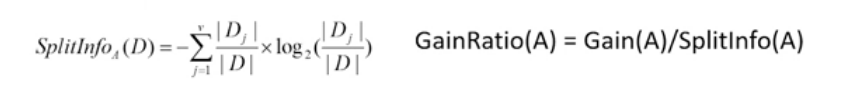 SplitInfo_A(D) = -∑_{j=1}^{v} |D_j|/|D| × log_2(|D_j|/|D|)    GainRatio(A) = Gain(A)/SplitInfo(A)